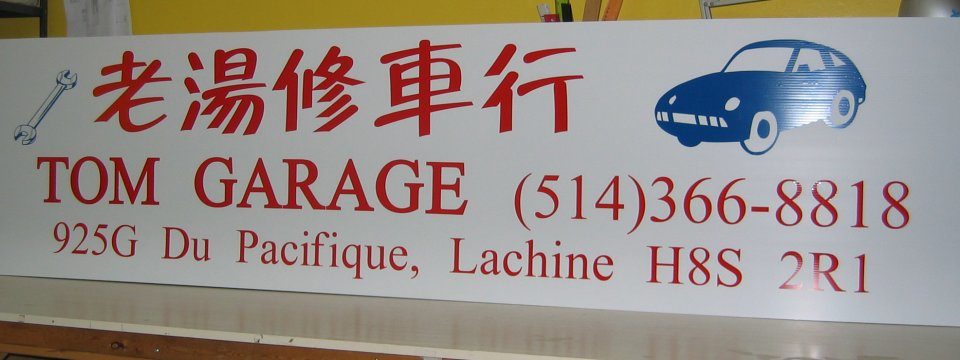 老湯修車行
TOM GARAGE (514)366-8818
925G Du Pacifique, Lachine H8S 2R1